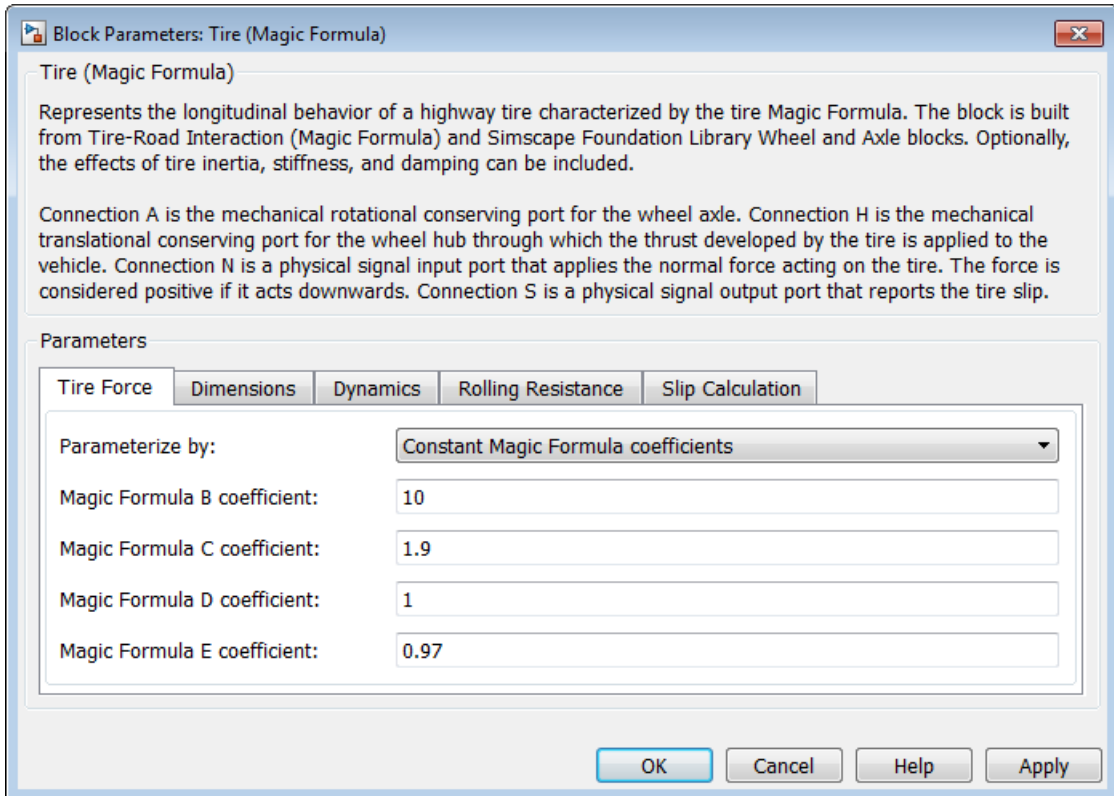 Block Parameters: Tire (Magic Formula)
Tire (Magic Formula)
Represents the longitudinal behavior of a highway tire characterized by the tire Magic Formula. The block is built
from Tire-Road Interaction (Magic Formula) and Simscape Foundation Library Wheel and Axle blocks. Optionally,
the effects of tire inertia, stiffness, and damping can be included.
Connection A is the mechanical rotational conserving port for the wheel axle. Connection H is the mechanical
translational conserving port for the wheel hub through which the thrust developed by the tire is applied to the
vehicle. Connection N is a physical signal input port that applies the normal force acting on the tire. The force is
considered positive if it acts downwards. Connection S is a physical signal output port that reports the tire slip.
Parameters
Tire Force Dimensions Dynamics Rolling Resistance Slip Calculation
Parameterize by: Constant Magic Formula coefficients
Magic Formula B coefficient: 10
Magic Formula C coefficient: 1.9
Magic Formula D coefficient: 1
Magic Formula E coefficient: 0.97
OK Cancel Help Apply